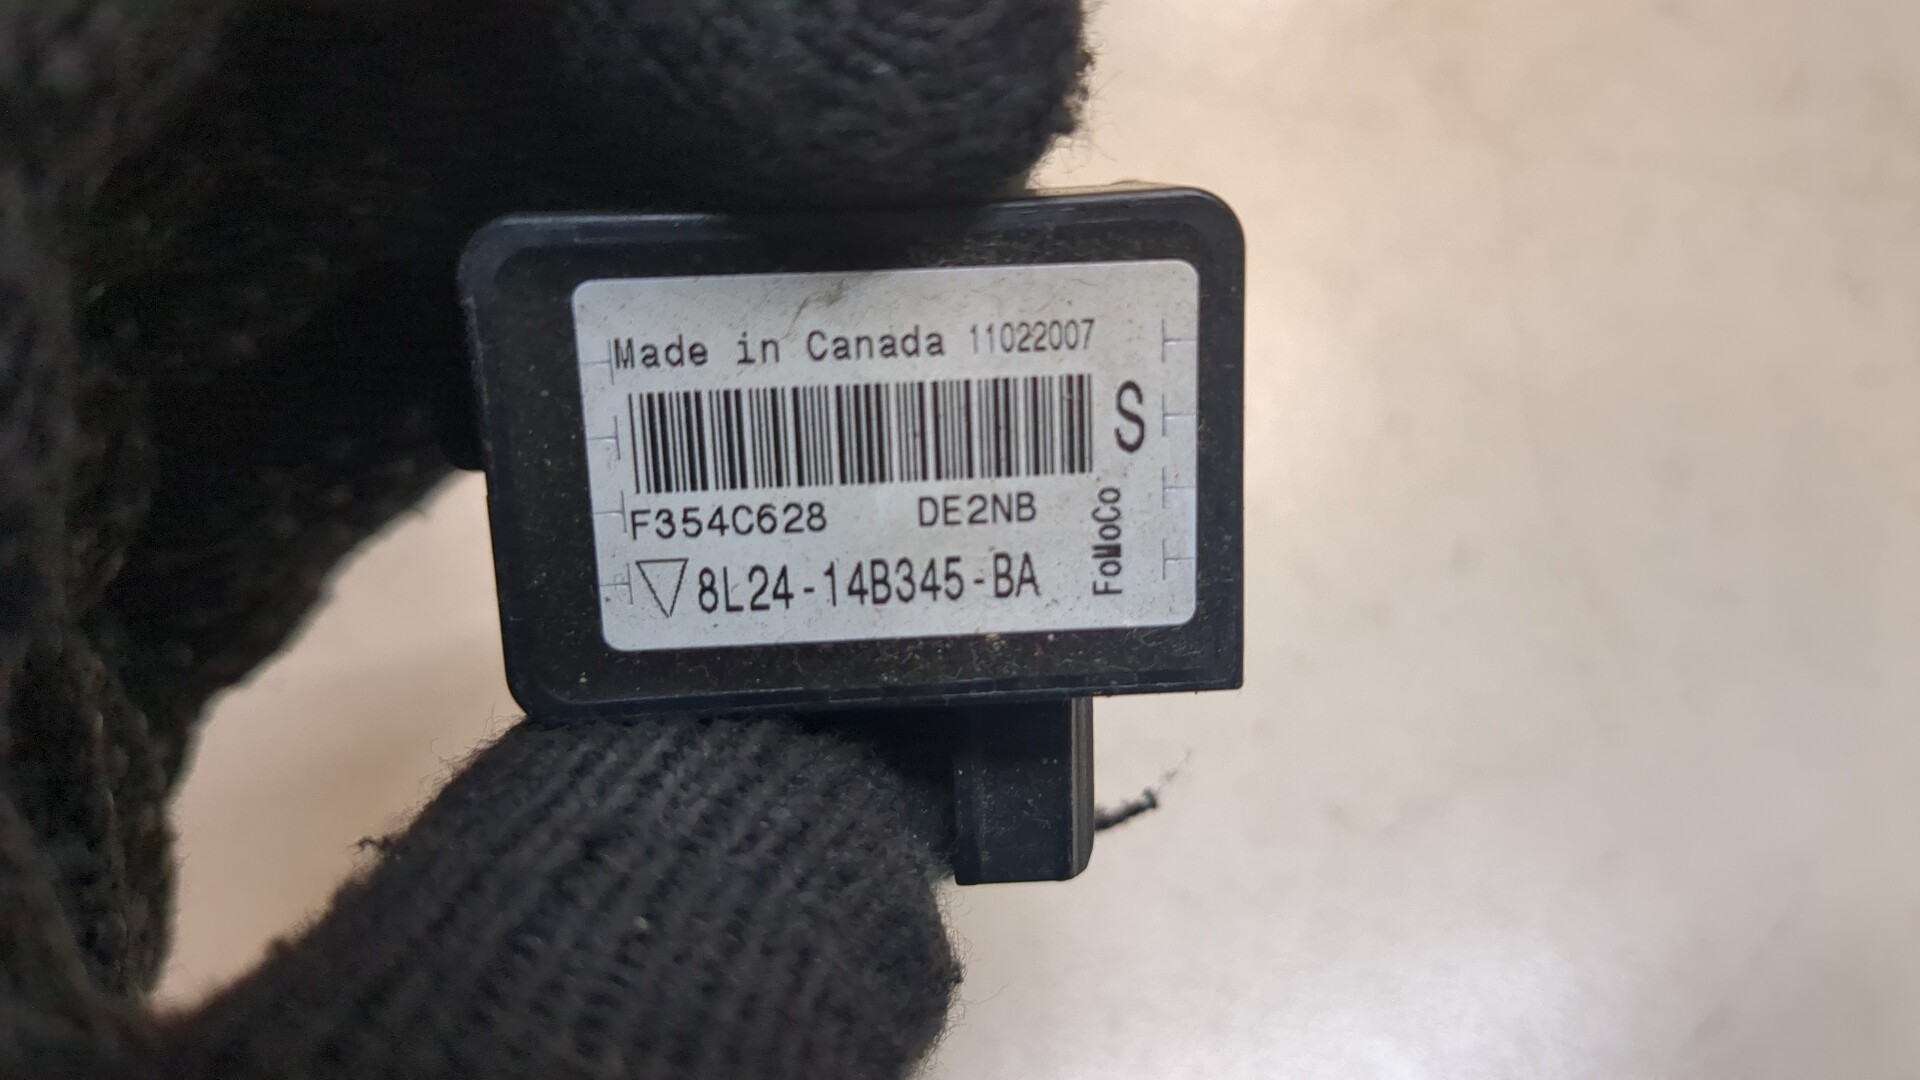 Made in Canada 11022007
S
F354C628 DE2NB
8L24-14B345-BA
FoMoCo